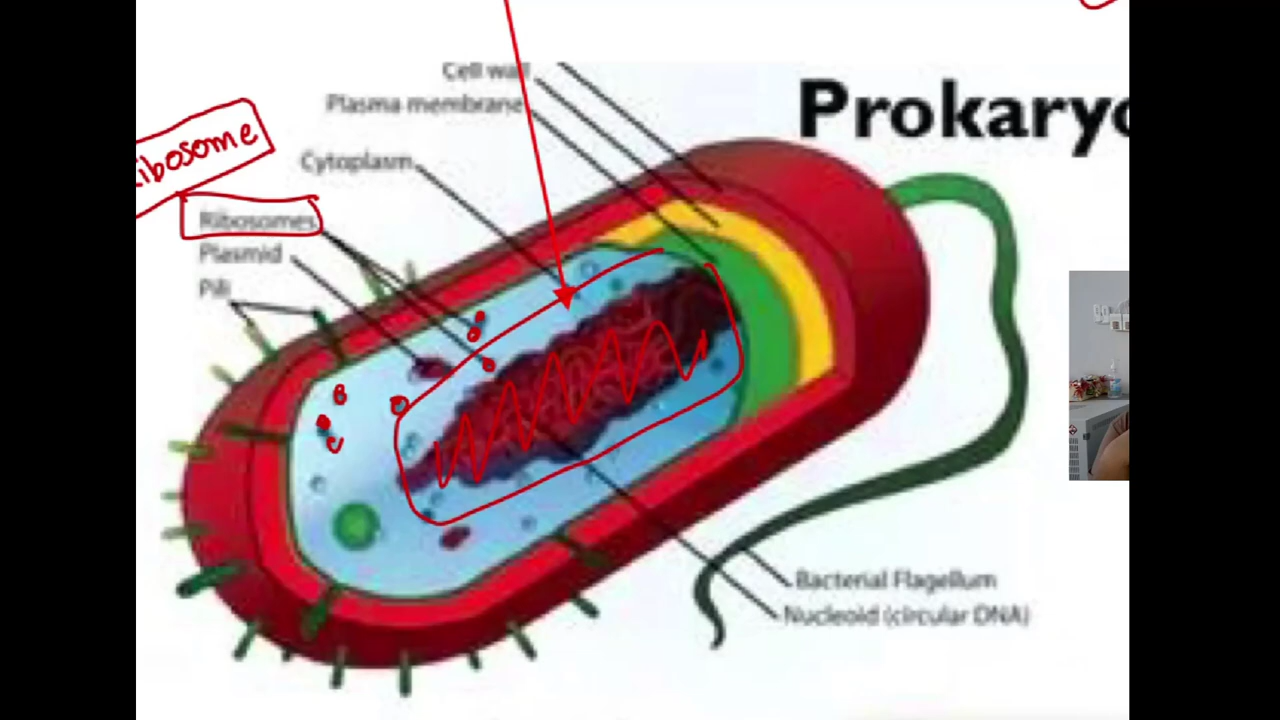 Cell wall
Plasma membrane
Prokaryo
ibosome
Cytoplasm
Ribosomes
Plasmid
Pili
Bacterial Flagellum
Nucleoid (circular DNA)